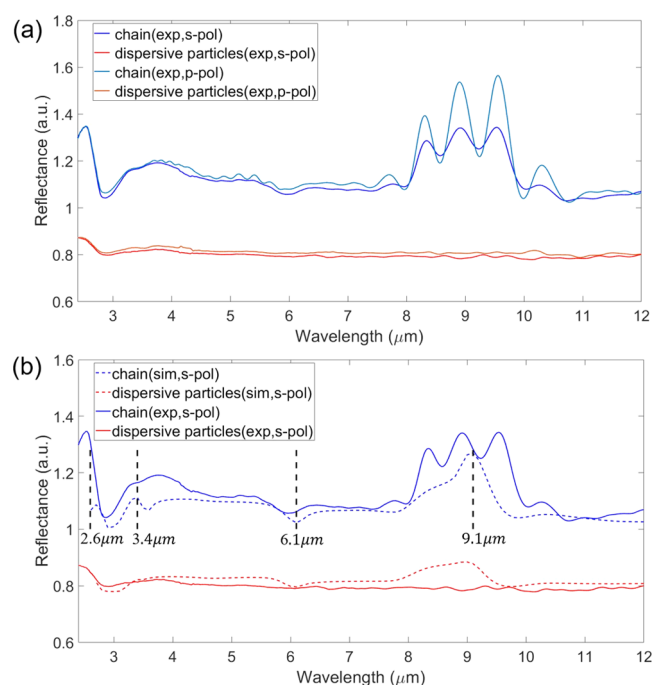 (a)
1.8
1.6
1.4
1.2
1
0.8
0.6
Reflectance (a.u.)
chain(exp,s-pol)
dispersive particles(exp,s-pol)
chain(exp,p-pol)
dispersive particles(exp,p-pol)
3 4 5 6 7 8 9 10 11 12
Wavelength (μm)
(b)
1.6
1.4
1.2
1
0.8
0.6
Reflectance (a.u.)
chain(sim,s-pol)
dispersive particles(sim,s-pol)
chain(exp,s-pol)
dispersive particles(exp,s-pol)
2.6μm 3.4μm 6.1μm 9.1μm
3 4 5 6 7 8 9 10 11 12
Wavelength (μm)